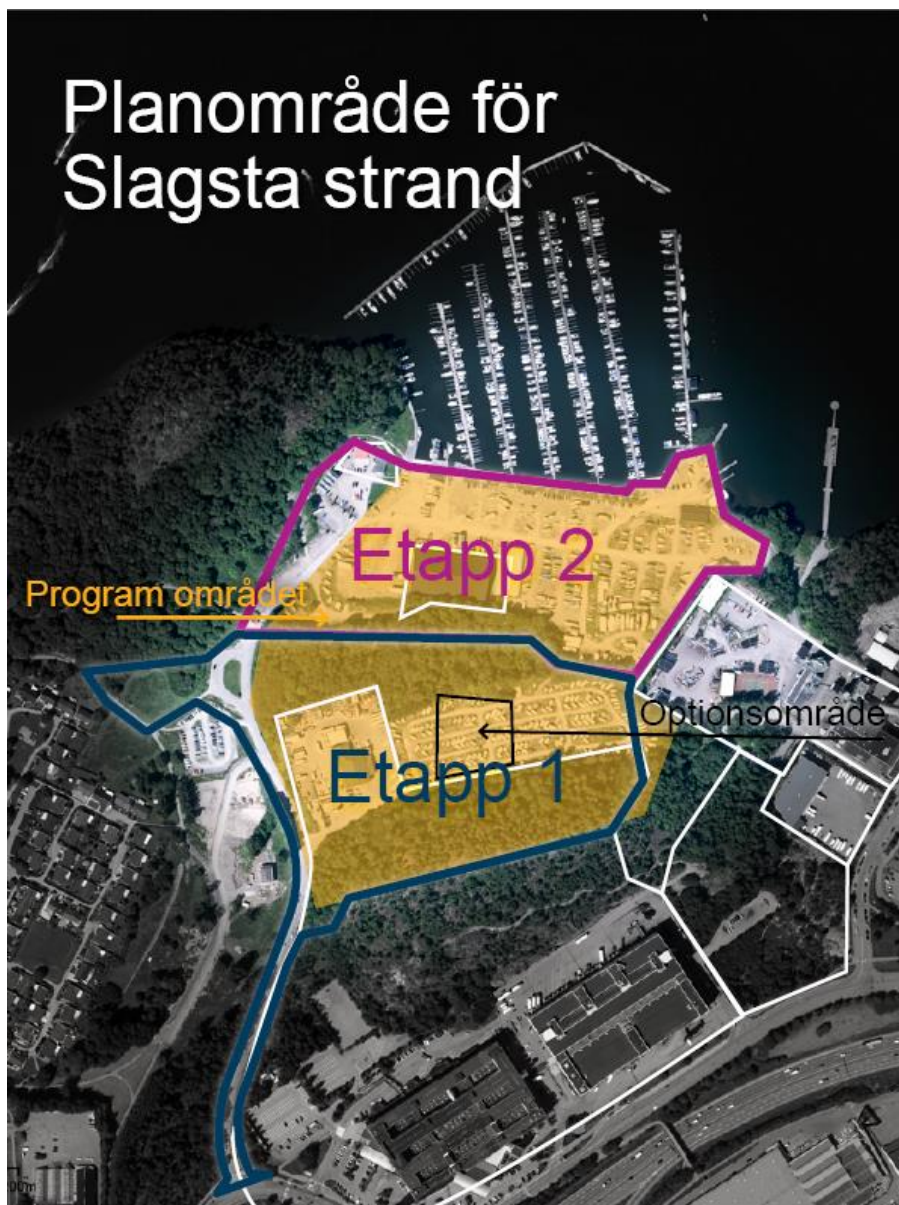 Planområde för
Slagsta strand
Etapp 2
Program området
Optionsområde
Etapp 1